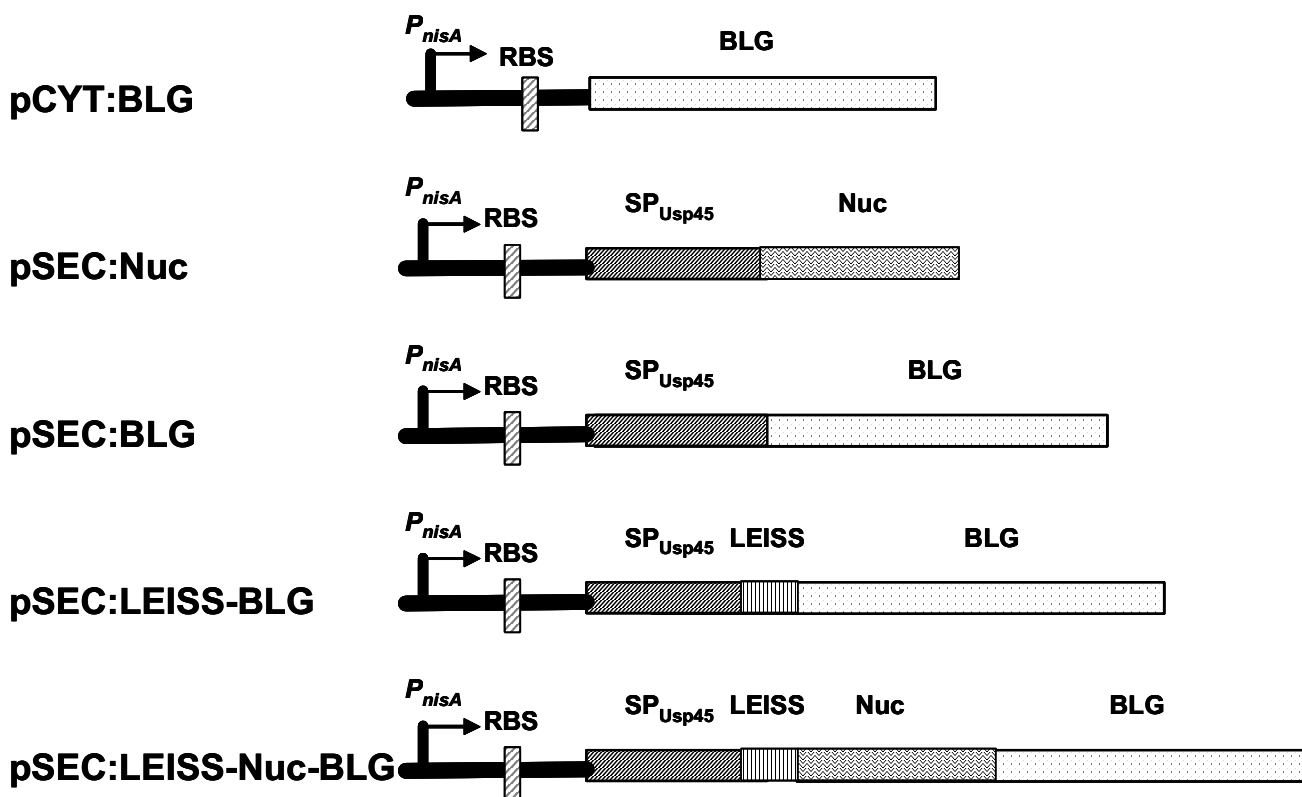 P_nisA RBS BLG
pCYT:BLG
P_nisA RBS SP_Usp45 Nuc
pSEC:Nuc
P_nisA RBS SP_Usp45 BLG
pSEC:BLG
P_nisA RBS SP_Usp45 LEISS BLG
pSEC:LEISS-BLG
P_nisA RBS SP_Usp45 LEISS Nuc BLG
pSEC:LEISS-Nuc-BLG